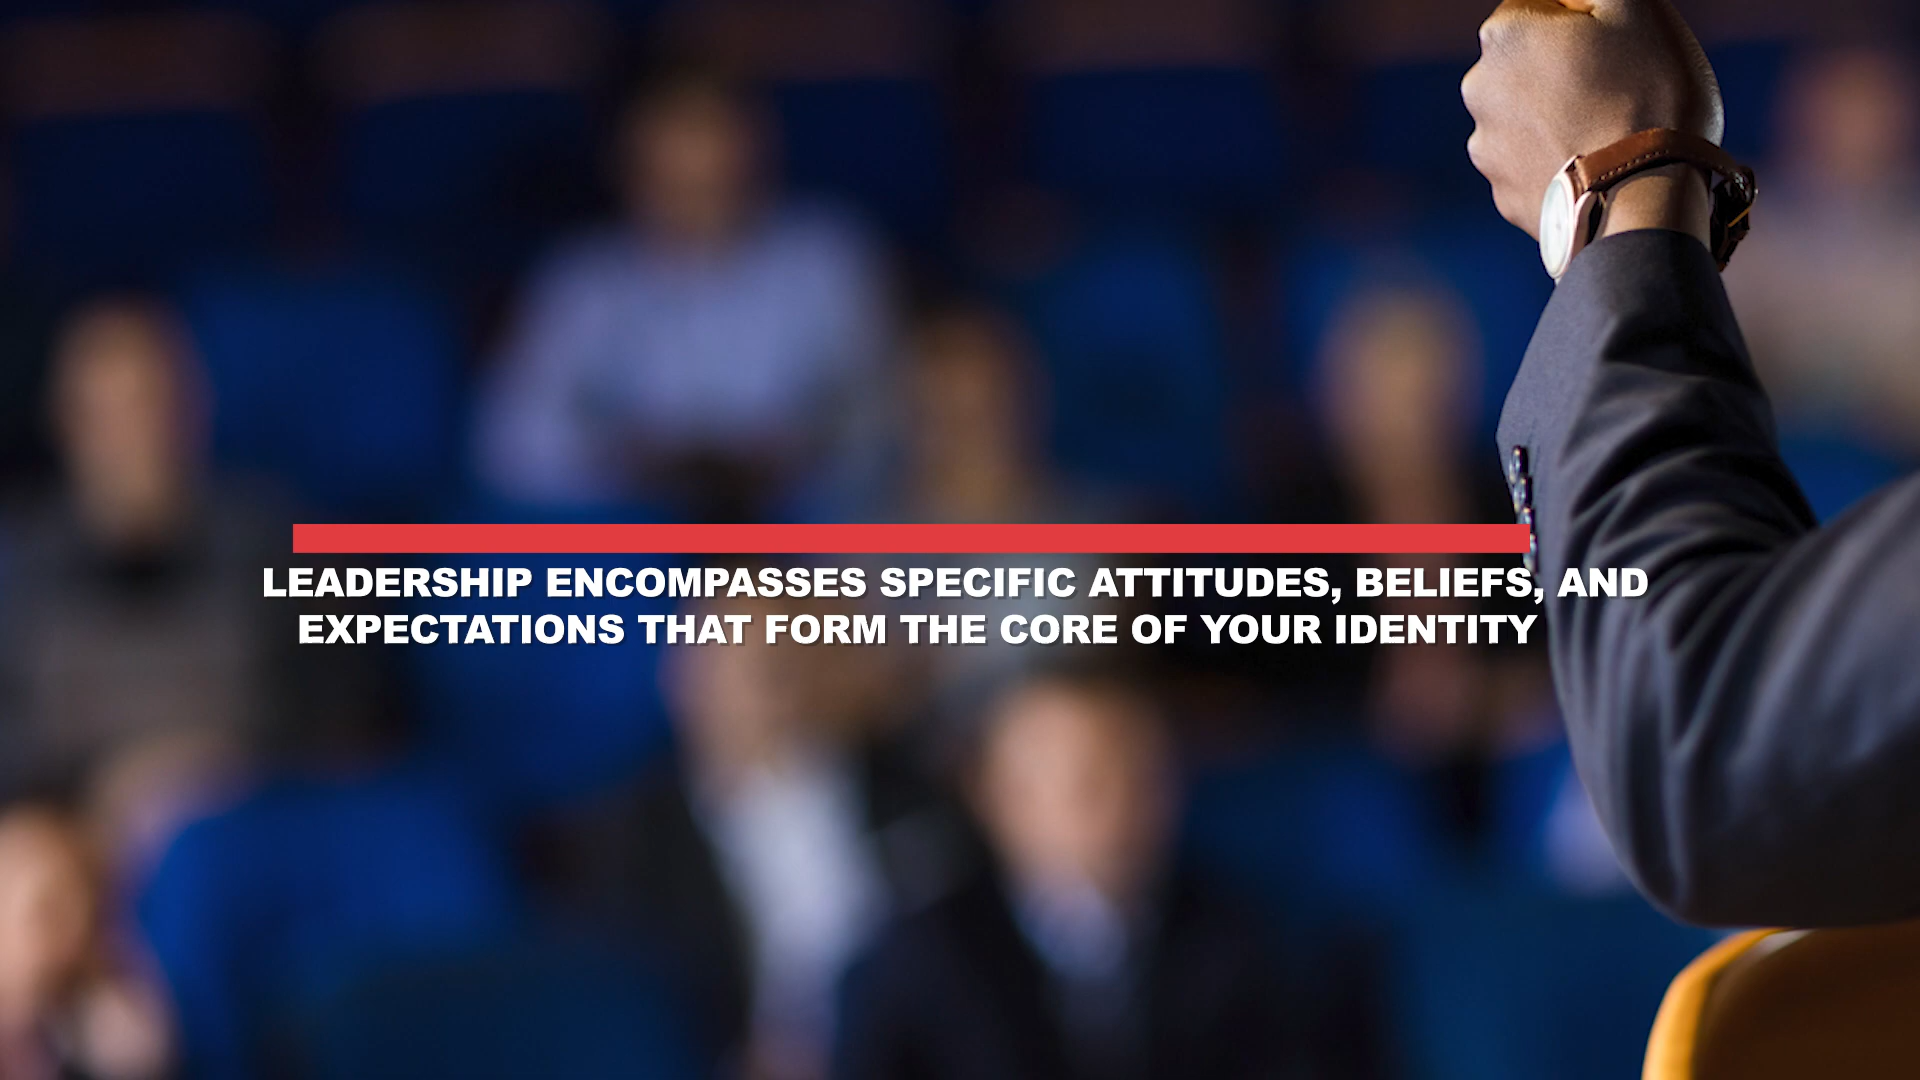 LEADERSHIP ENCOMPASSES SPECIFIC ATTITUDES, BELIEFS, AND
EXPECTATIONS THAT FORM THE CORE OF YOUR IDENTITY